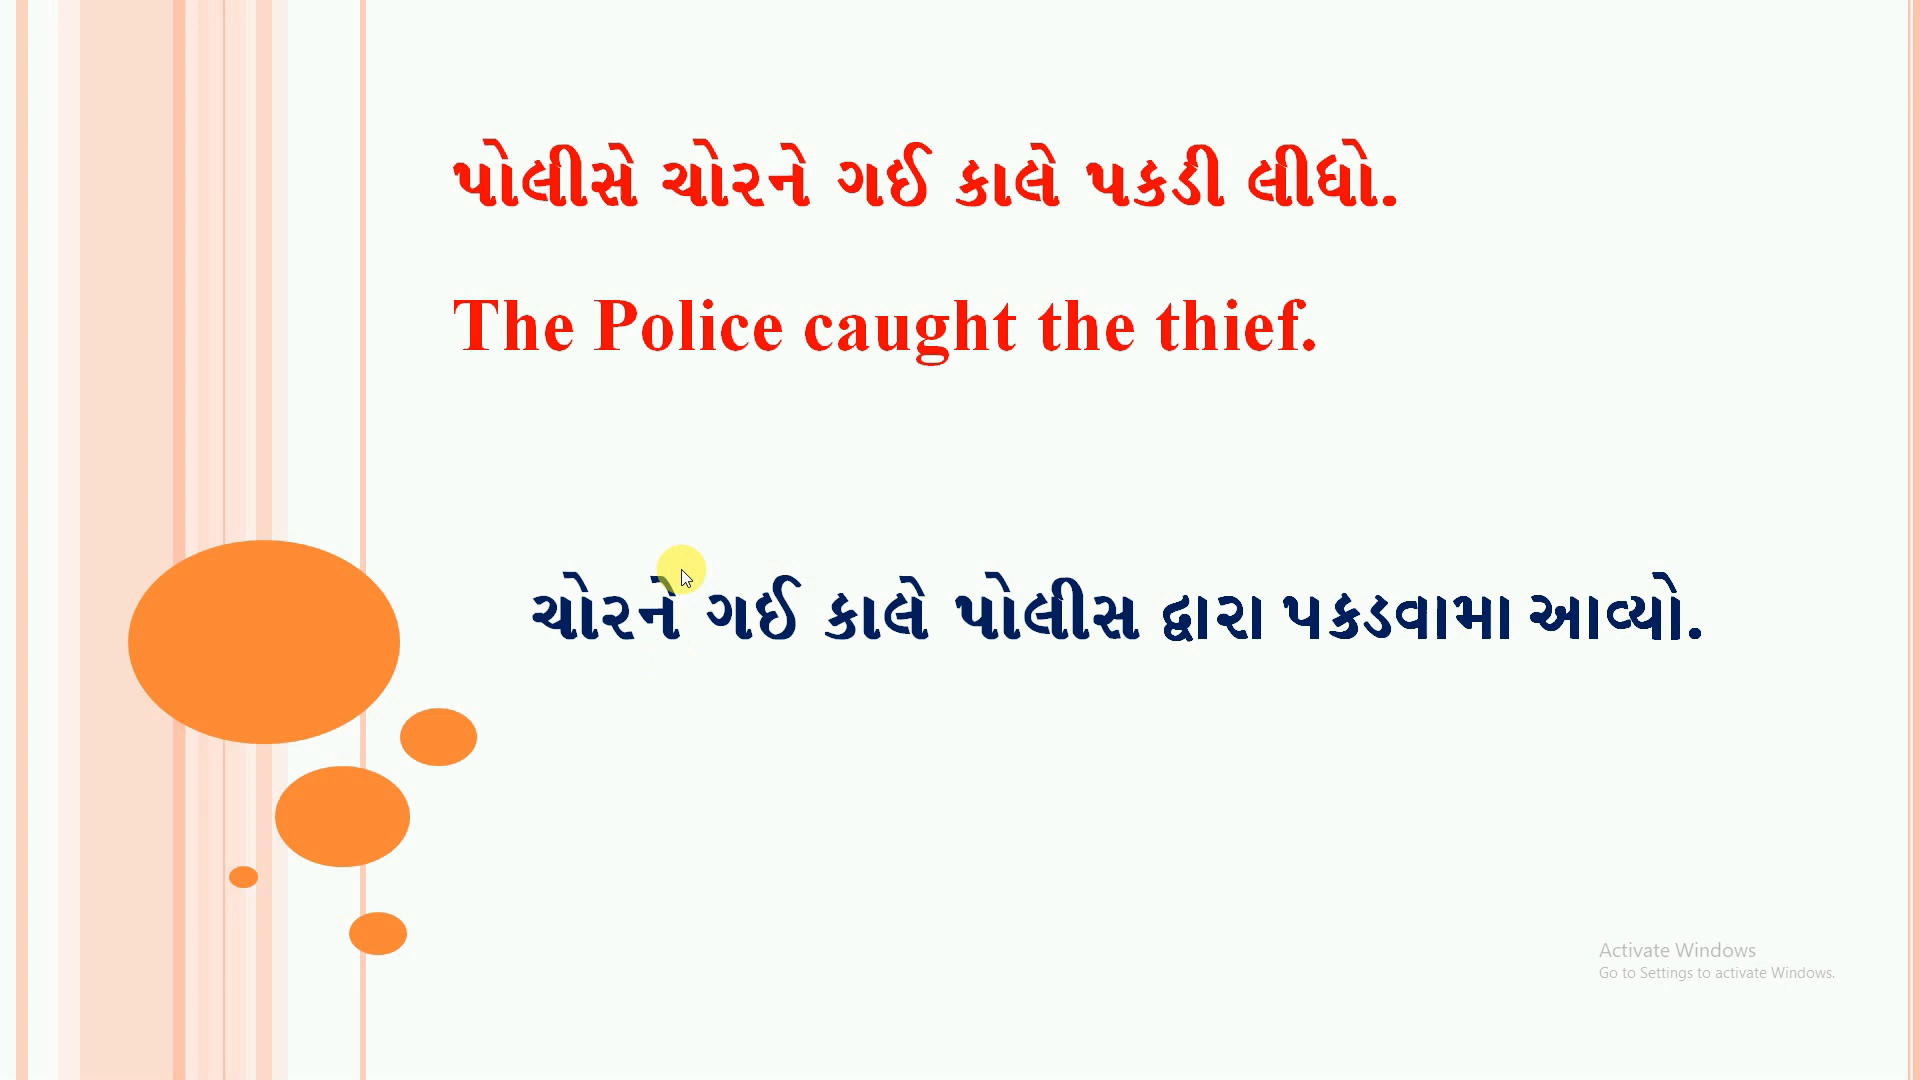 પોલીસે ચોરને ગઈ કાલે પકડી લીધો.
The Police caught the thief.
ચોરને ગઈ કાલે પોલીસ દ્વારા પકડવામા આવ્યો.
Activate Windows
Go to Settings to activate Windows.